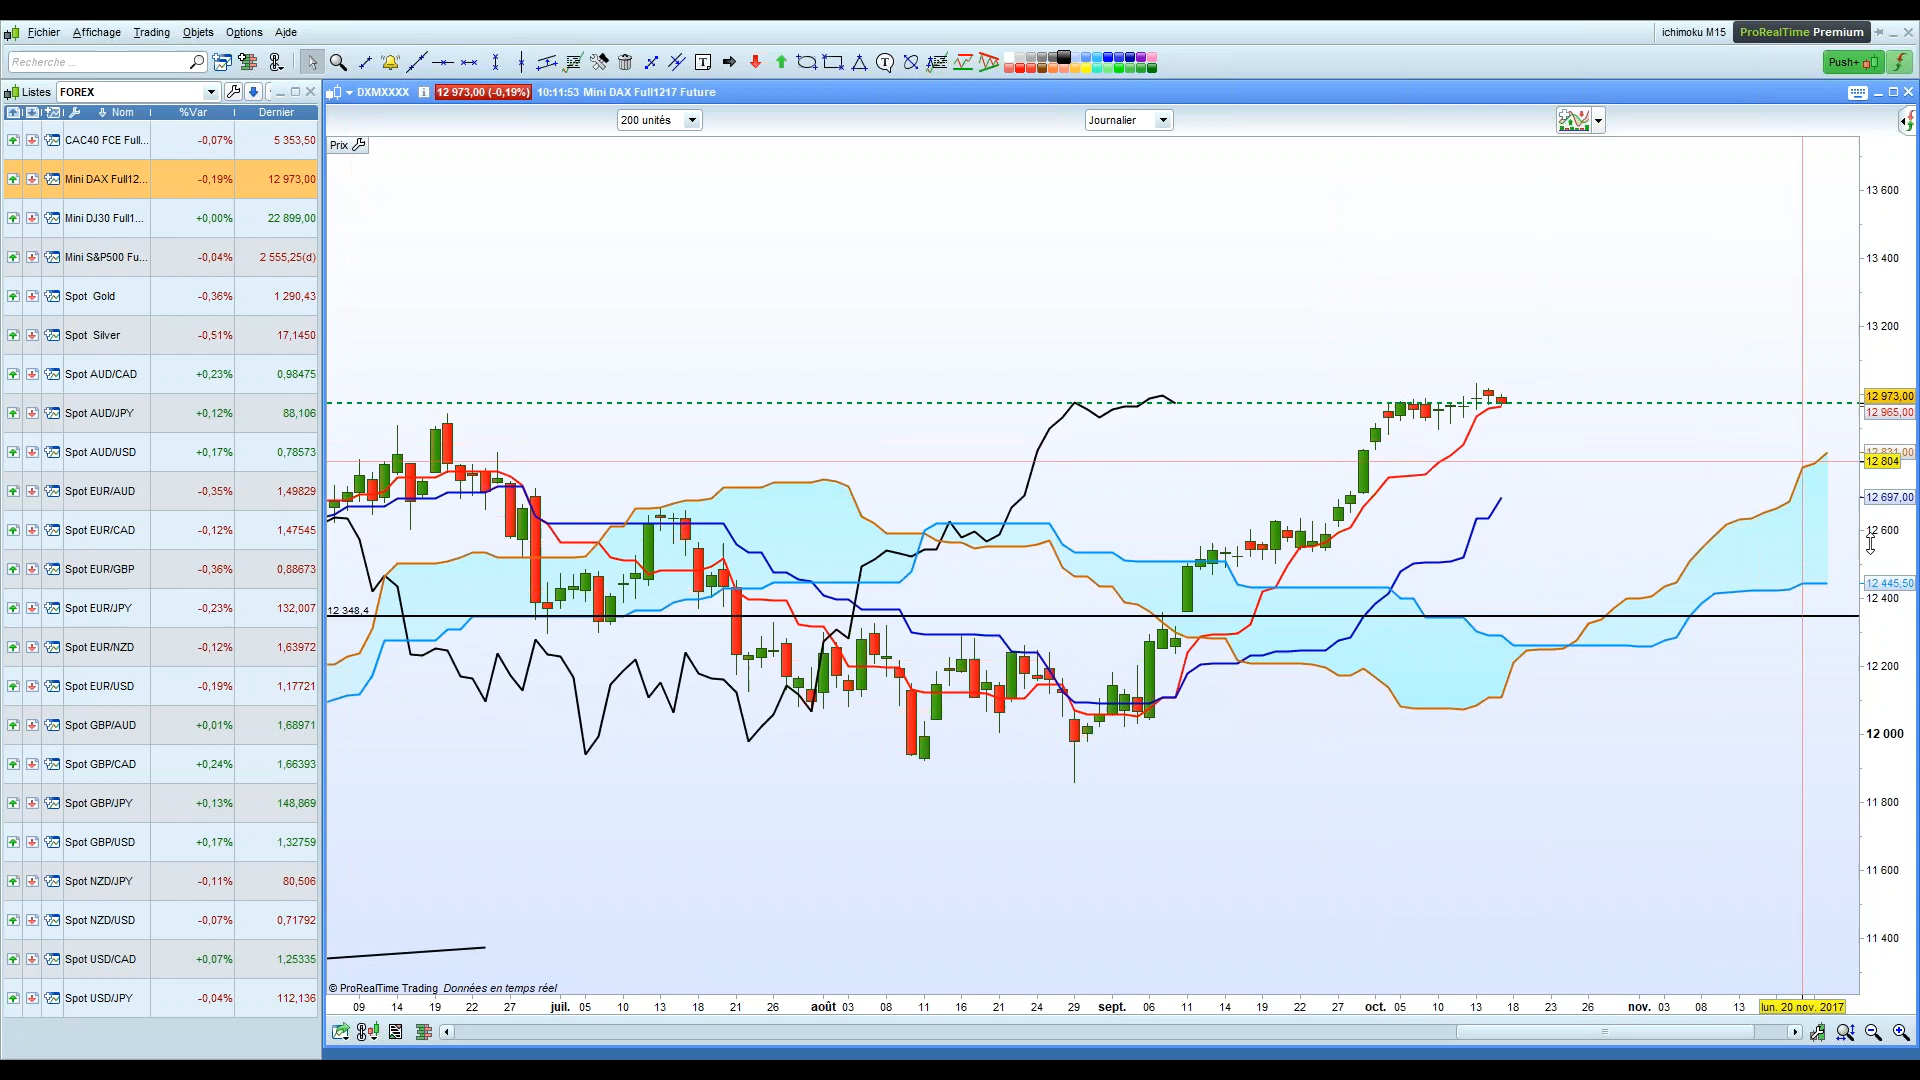 Fichier Affichage Trading Objets Options Aide
ichimoku M15 ProRealTime Premium
Recherche ...
Push+
Listes FOREX
DXMXXXX 12 973,00 (-0,19%) 10:11:53 Mini DAX Full1217 Future
Nom %Var Dernier
200 unités Journalier
Prix
CAC40 FCE Full... -0,07% 5 353,50
Mini DAX Full12... -0,19% 12 973,00
Mini DJ30 Full1... +0,00% 22 899,00
Mini S&P500 Fu... -0,04% 2 555,25(d)
Spot Gold -0,36% 1 290,43
Spot Silver -0,51% 17,1450
Spot AUD/CAD +0,23% 0,98475
Spot AUD/JPY +0,12% 88,106
Spot AUD/USD +0,17% 0,78573
Spot EUR/AUD -0,35% 1,49829
Spot EUR/CAD -0,12% 1,47545
Spot EUR/GBP -0,36% 0,88673
Spot EUR/JPY -0,23% 132,007
Spot EUR/NZD -0,12% 1,63972
Spot EUR/USD -0,19% 1,17721
Spot GBP/AUD +0,01% 1,68971
Spot GBP/CAD +0,24% 1,66393
Spot GBP/JPY +0,13% 148,869
Spot GBP/USD +0,17% 1,32759
Spot NZD/JPY -0,11% 80,506
Spot NZD/USD -0,07% 0,71792
Spot USD/CAD +0,07% 1,25335
Spot USD/JPY -0,04% 112,136
13 600
13 400
13 200
12 973,00
12 965,00
12 804
12 697,00
12 600
12 445,50
12 400
12 348,4
12 200
12 000
11 800
11 600
11 400
© ProRealTime Trading Données en temps réel
09 14 19 22 27 juil. 05 10 13 18 21 26 août 03 08 11 16 21 24 29 sept. 06 11 14 19 22 27 oct. 05 10 13 18 23 26 nov. 03 08 13 lun. 20 nov. 2017